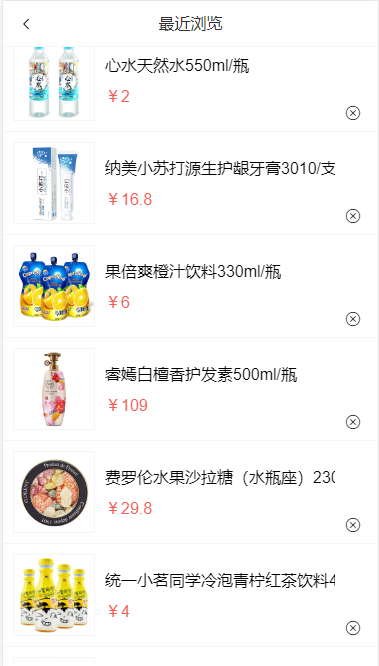 最近浏览
心水天然水550ml/瓶
￥2
纳美小苏打源生护龈牙膏3010/支
￥16.8
果倍爽橙汁饮料330ml/瓶
￥6
睿嫣白檀香护发素500ml/瓶
￥109
费罗伦水果沙拉糖（水瓶座）230
￥29.8
统一小茗同学冷泡青柠红茶饮料4
￥4